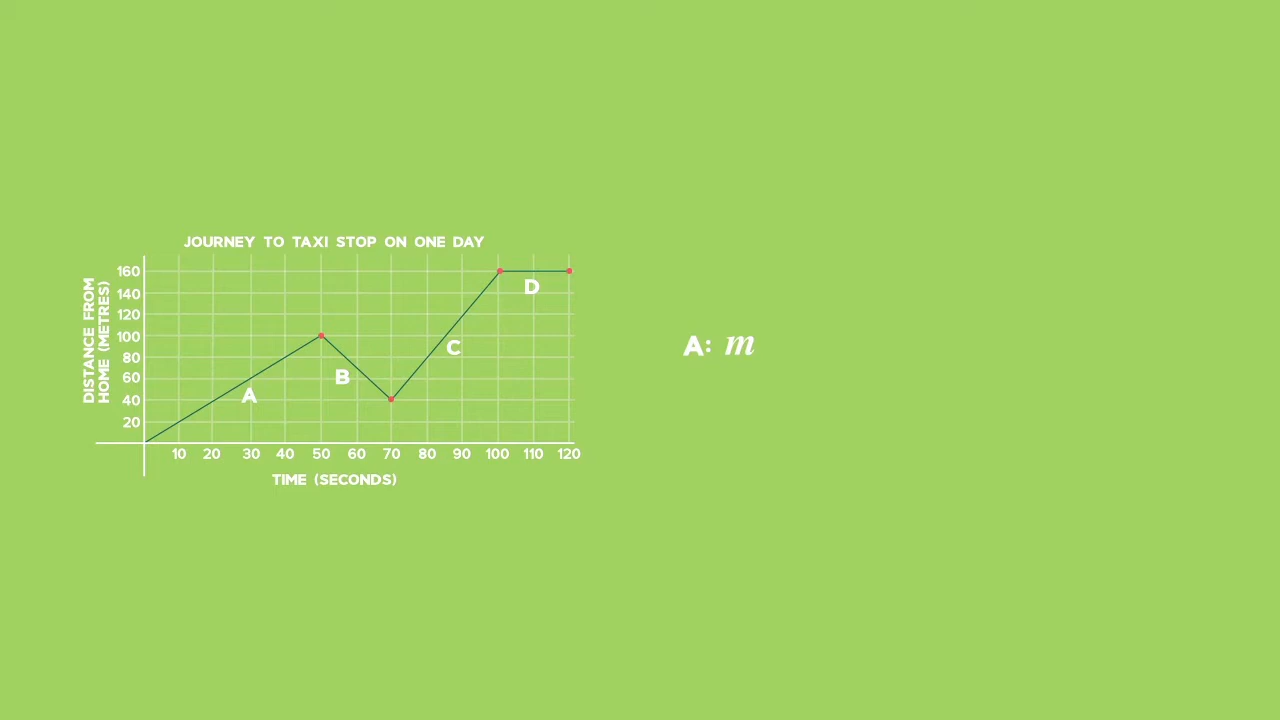 JOURNEY TO TAXI STOP ON ONE DAY
DISTANCE FROM
HOME (METRES)
160
140
120
100
80
60
40
20
A
B
C
D
10 20 30 40 50 60 70 80 90 100 110 120
TIME (SECONDS)
A: m